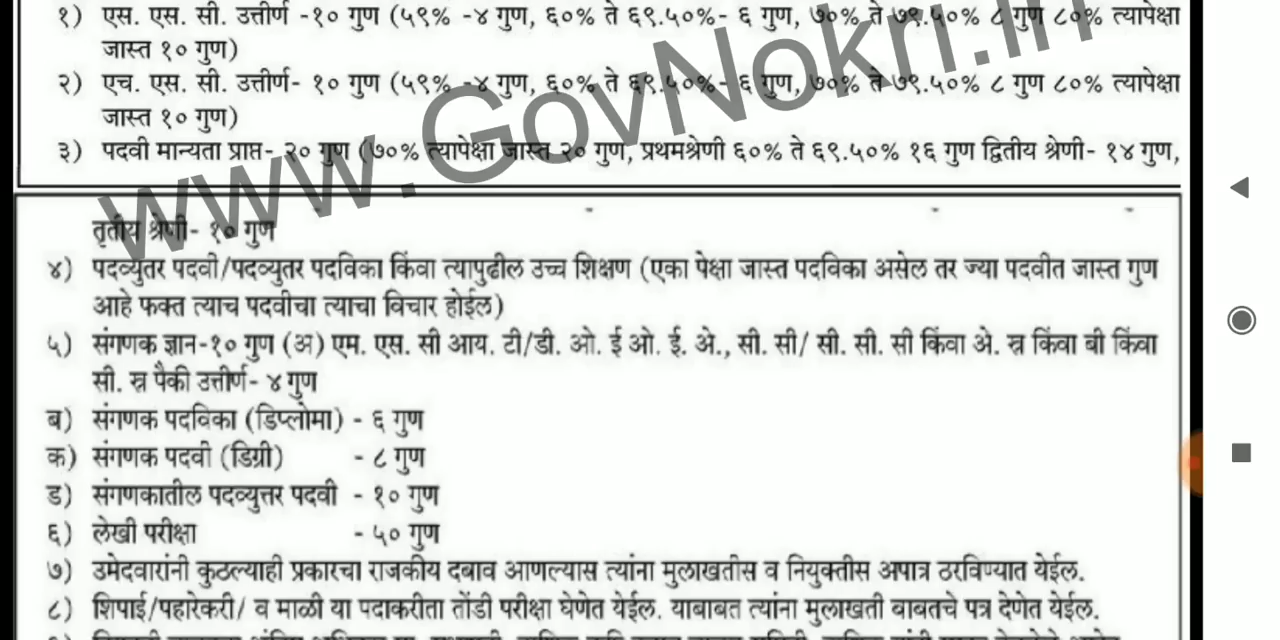 १) एस. एस. सी. उत्तीर्ण -१० गुण (५९% -४ गुण, ६०% ते ६९.५०%- ६ गुण, ७०% ते ७९.५०% ८ गुण ८०% त्यापेक्षा
जास्त १० गुण)
२) एच. एस. सी. उत्तीर्ण- १० गुण (५९% -४ गुण, ६०% ते ६९.५०%- ६ गुण, ७०% ते ७९.५०% ८ गुण ८०% त्यापेक्षा
जास्त १० गुण)
३) पदवी मान्यता प्राप्त- २० गुण (७०% त्यापेक्षा जास्त २० गुण, प्रथमश्रेणी ६०% ते ६९.५०% १६ गुण द्वितीय श्रेणी- १४ गुण,
www.GovNokri.in
तृतीय श्रेणी- १० गुण
४) पदव्युतर पदवी/पदव्युतर पदविका किंवा त्यापुढील उच्च शिक्षण (एका पेक्षा जास्त पदविका असेल तर ज्या पदवीत जास्त गुण
आहे फक्त त्याच पदवीचा त्याचा विचार होईल)
५) संगणक ज्ञान-१० गुण (अ) एम. एस. सी आय. टी/डी. ओ. ई ओ. ई. अे., सी. सी/ सी. सी. सी किंवा अे. स्र किंवा बी किंवा
सी. स्र पैकी उत्तीर्ण- ४ गुण
ब) संगणक पदविका (डिप्लोमा) - ६ गुण
क) संगणक पदवी (डिग्री) - ८ गुण
ड) संगणकातील पदव्युत्तर पदवी - १० गुण
६) लेखी परीक्षा - ५० गुण
७) उमेदवारांनी कुठल्याही प्रकारचा राजकीय दबाव आणल्यास त्यांना मुलाखतीस व नियुक्तीस अपात्र ठरविण्यात येईल.
८) शिपाई/पहारेकरी/ व माळी या पदाकरीता तोंडी परीक्षा घेणेत येईल. याबाबत त्यांना मुलाखती बाबतचे पत्र देणेत येईल.